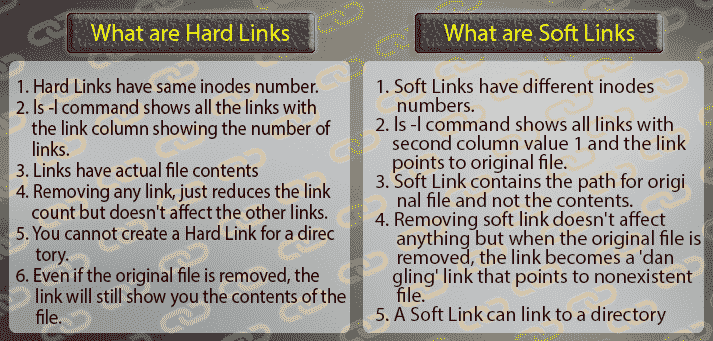 What are Hard Links
1. Hard Links have same inodes number.
2. ls -l command shows all the links with
the link column showing the number of
links.
3. Links have actual file contents
4. Removing any link, just reduces the link
count but doesn't affect the other links.
5. You cannot create a Hard Link for a direc
tory.
6. Even if the original file is removed, the
link will still show you the contents of the
file.
What are Soft Links
1. Soft Links have different inodes
numbers.
2. ls -l command shows all links with
second column value 1 and the link
points to original file.
3. Soft Link contains the path for origi
nal file and not the contents.
4. Removing soft link doesn't affect
anything but when the original file is
removed, the link becomes a 'dan
gling' link that points to nonexistent
file.
5. A Soft Link can link to a directory